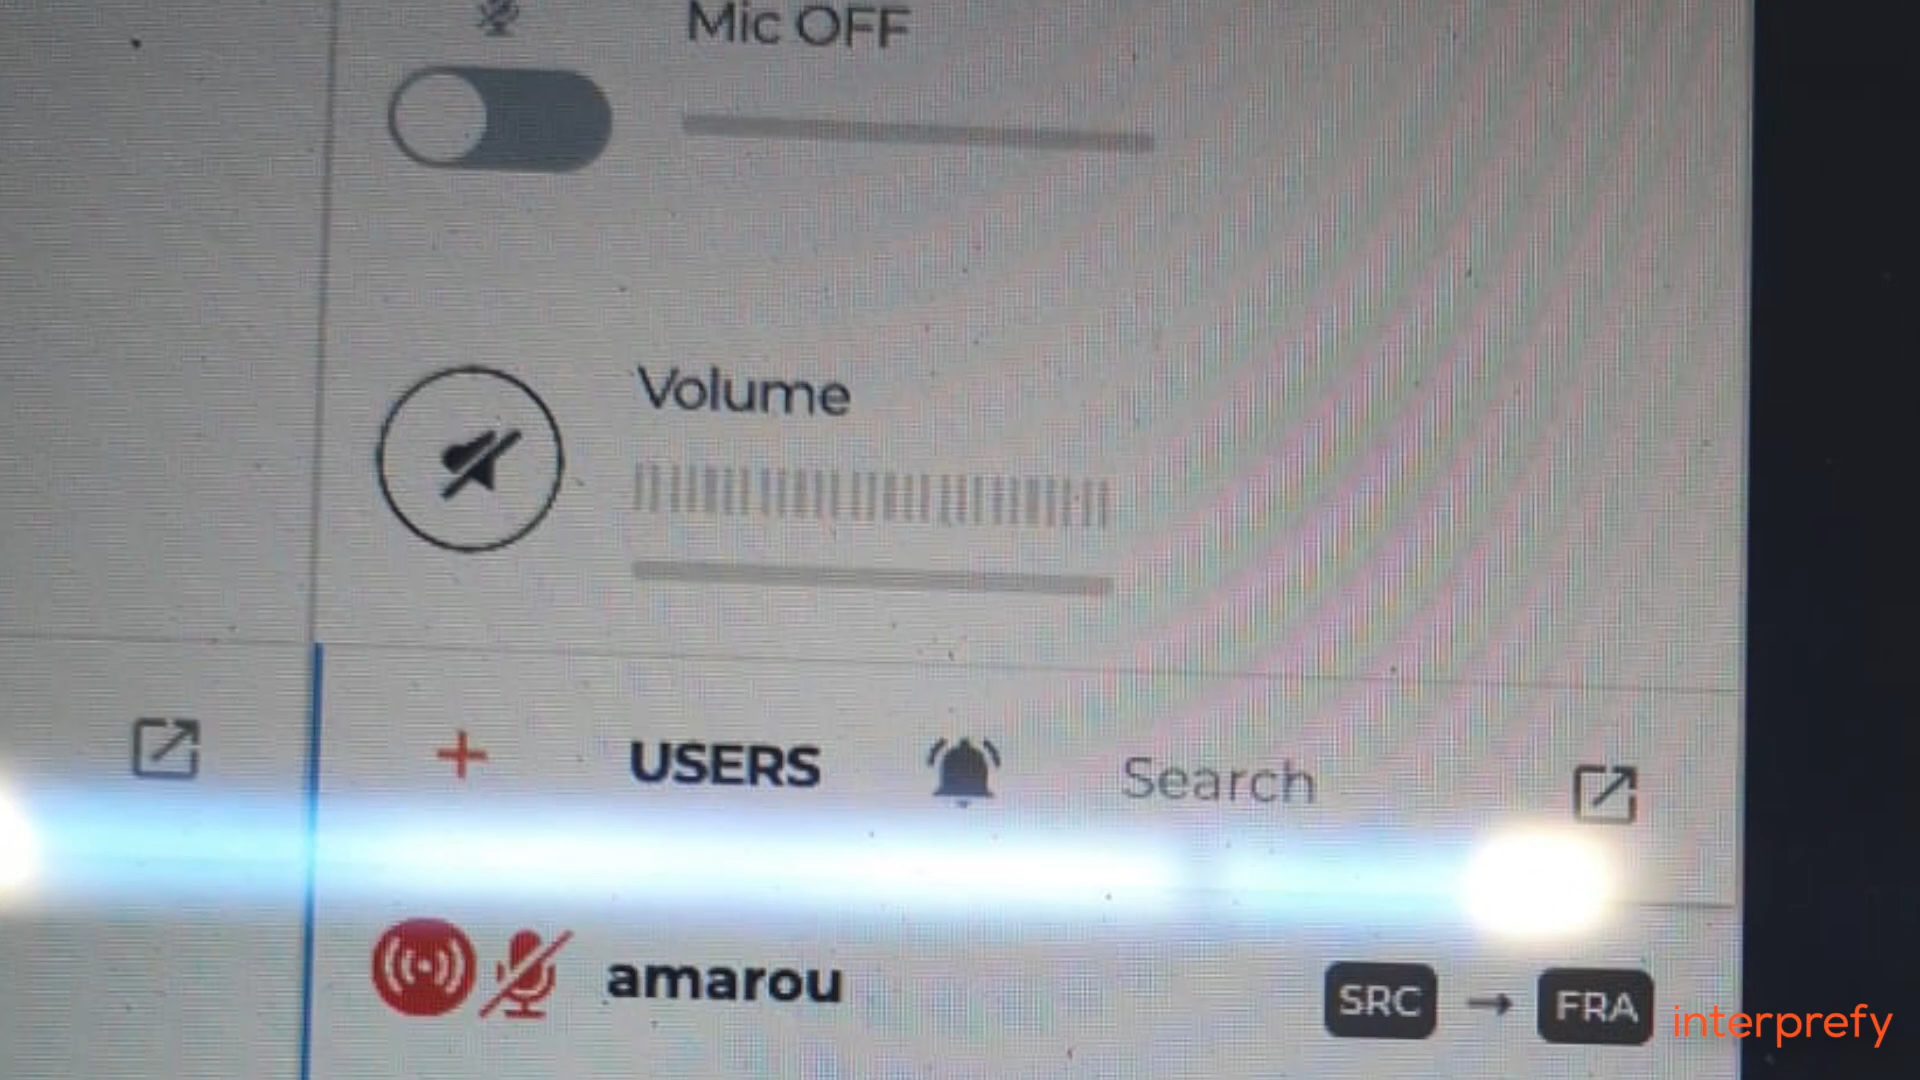 Mic OFF
Volume
USERS Search
amarou SRC → FRA
interprefy